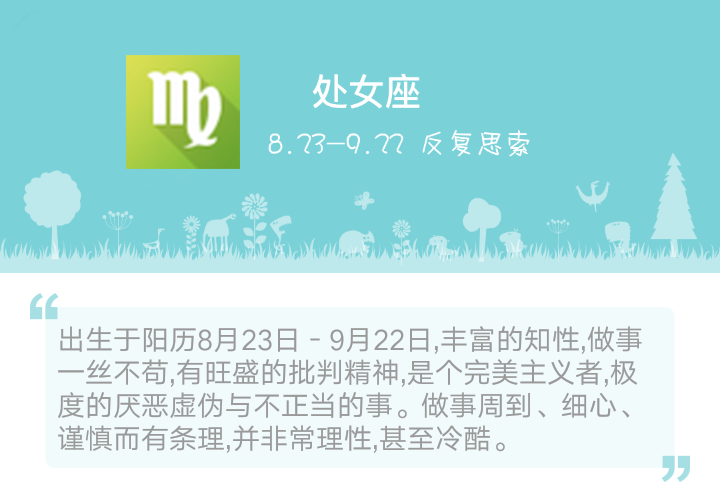 处女座
8.23-9.22 反复思索
出生于阳历8月23日 - 9月22日,丰富的知性,做事
一丝不苟,有旺盛的批判精神,是个完美主义者,极
度的厌恶虚伪与不正当的事。做事周到、细心、
谨慎而有条理,并非常理性,甚至冷酷。